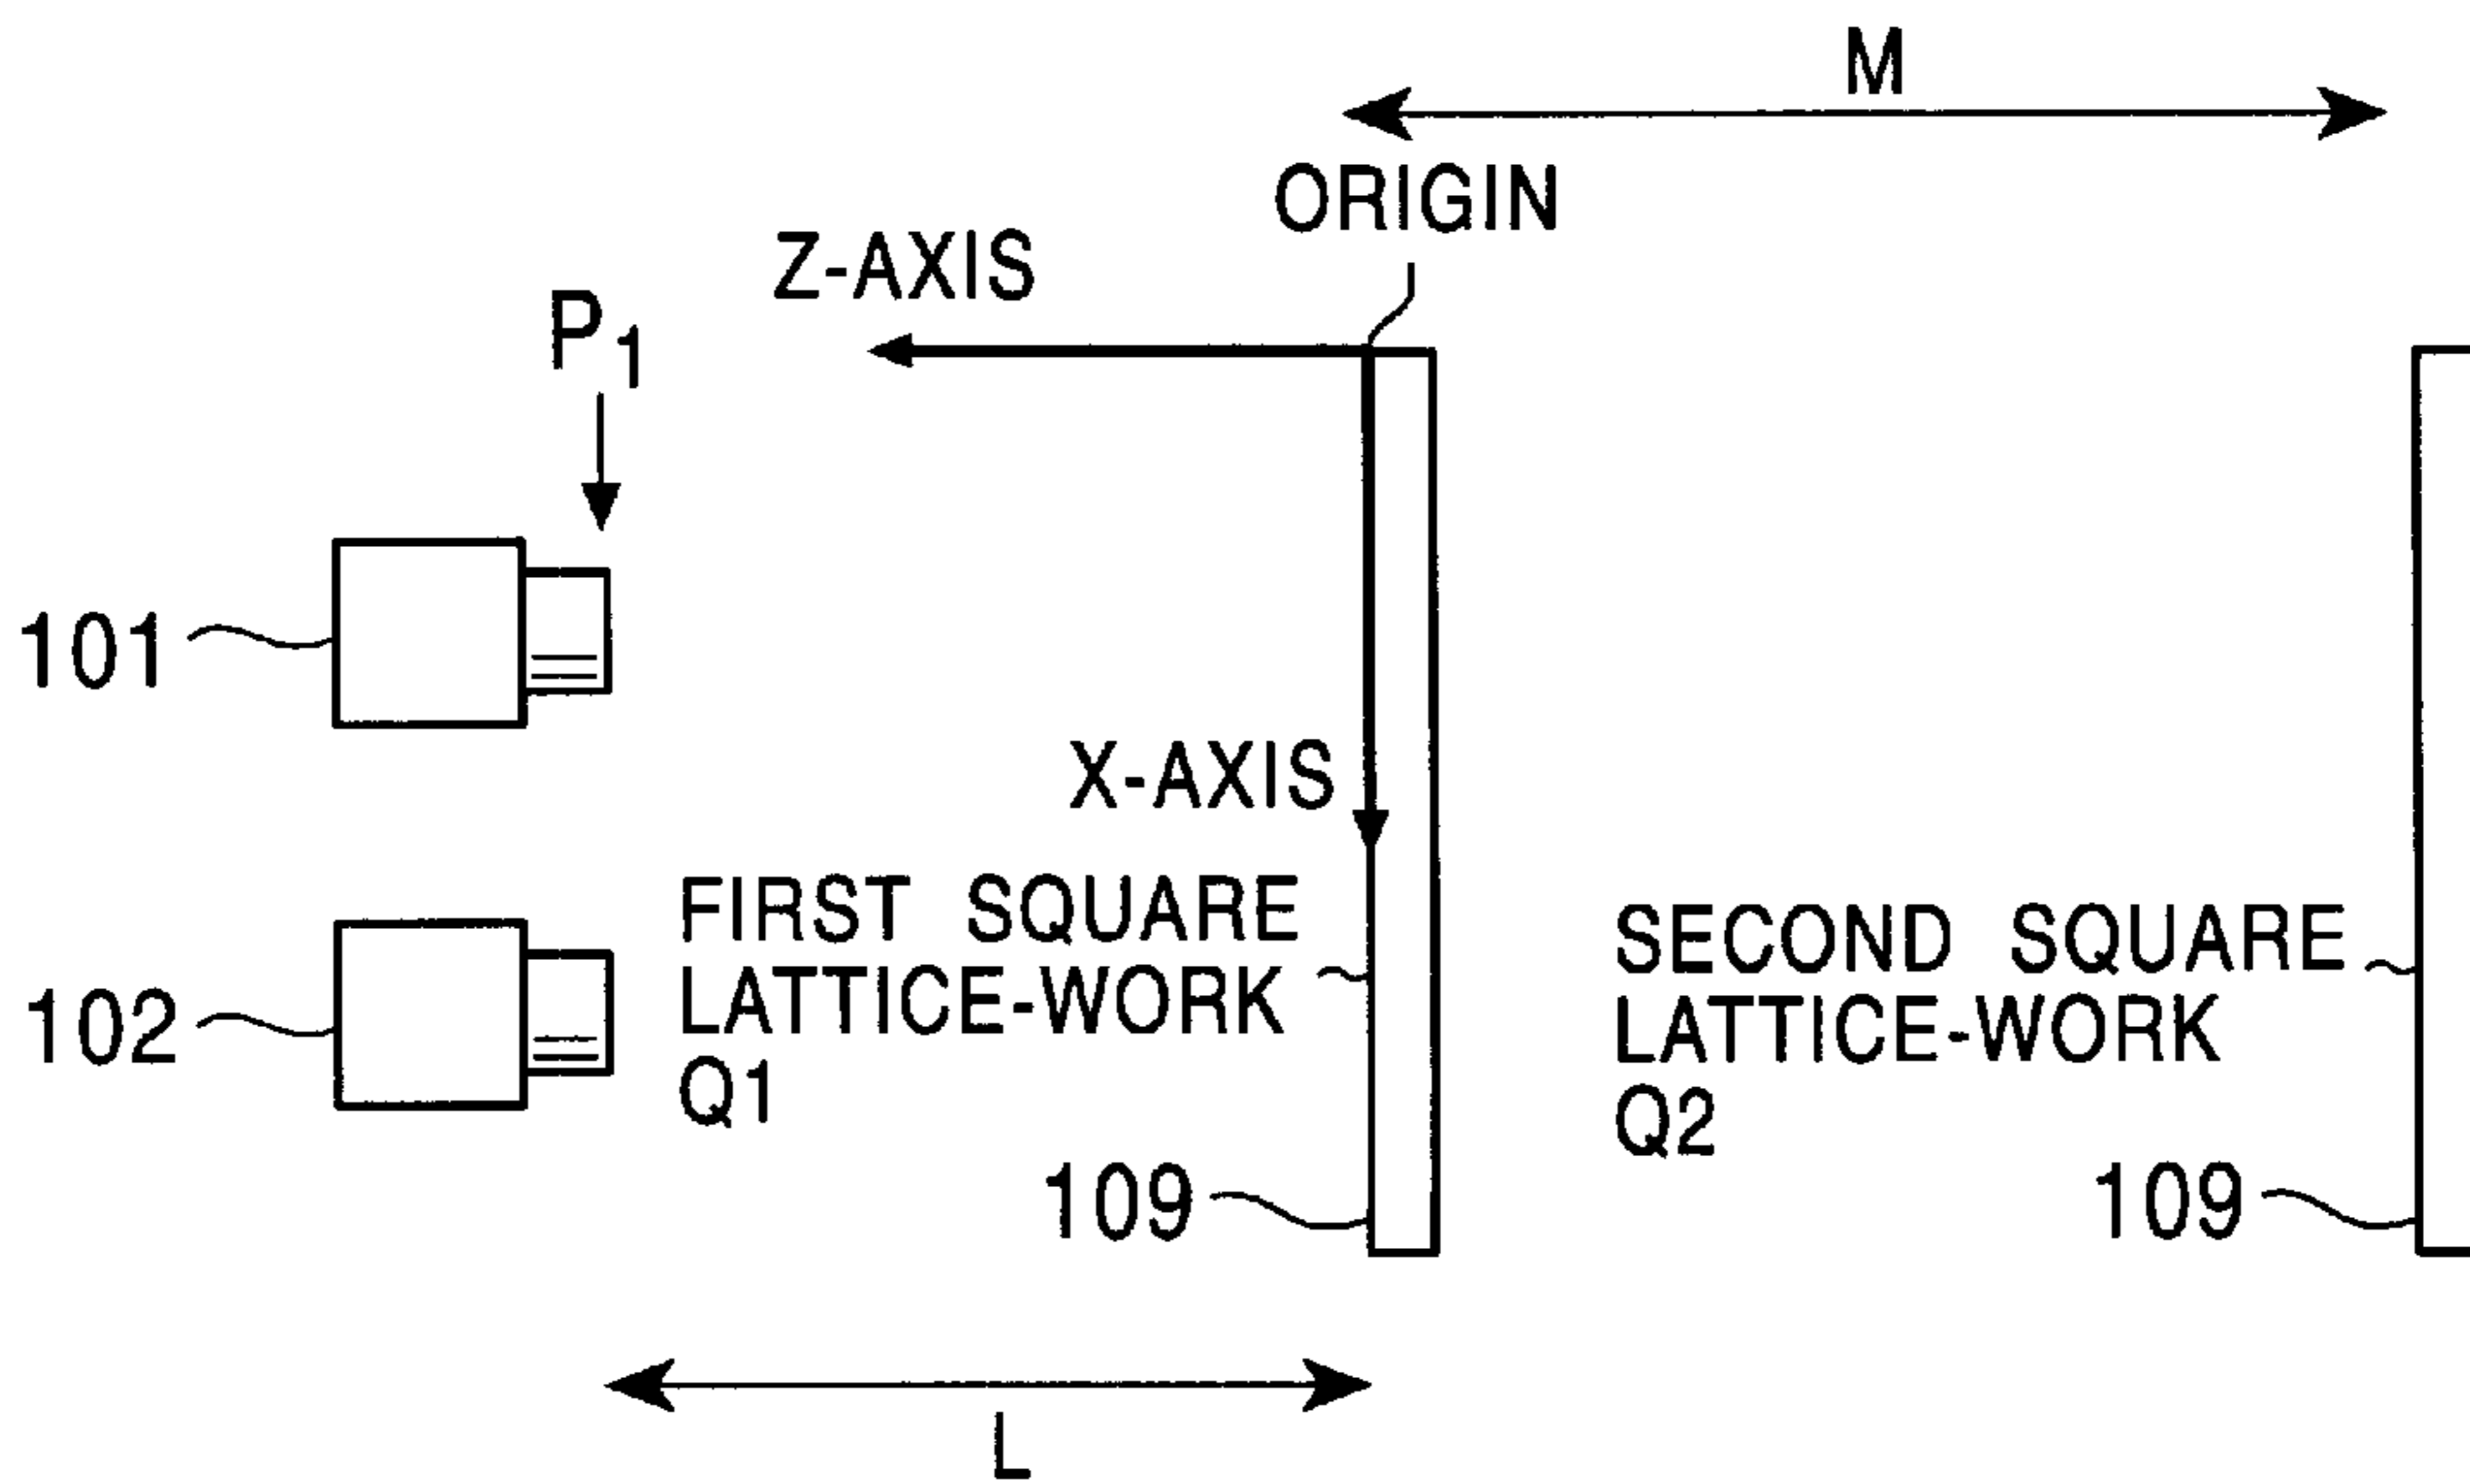 M
ORIGIN
Z-AXIS
P1
101
X-AXIS
FIRST SQUARE
LATTICE-WORK
Q1
SECOND SQUARE
LATTICE-WORK
Q2
102
109
109
L